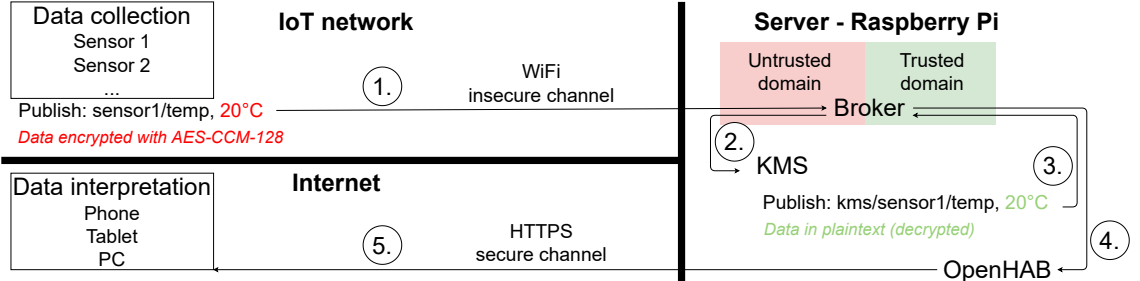 Data collection
Sensor 1
Sensor 2
...
Publish: sensor1/temp, 20°C
Data encrypted with AES-CCM-128
IoT network
1.
WiFi
insecure channel
Server - Raspberry Pi
Untrusted
domain
Trusted
domain
Broker
2.
KMS
3.
Publish: kms/sensor1/temp, 20°C
Data in plaintext (decrypted)
4.
OpenHAB
Internet
HTTPS
secure channel
5.
Data interpretation
Phone
Tablet
PC